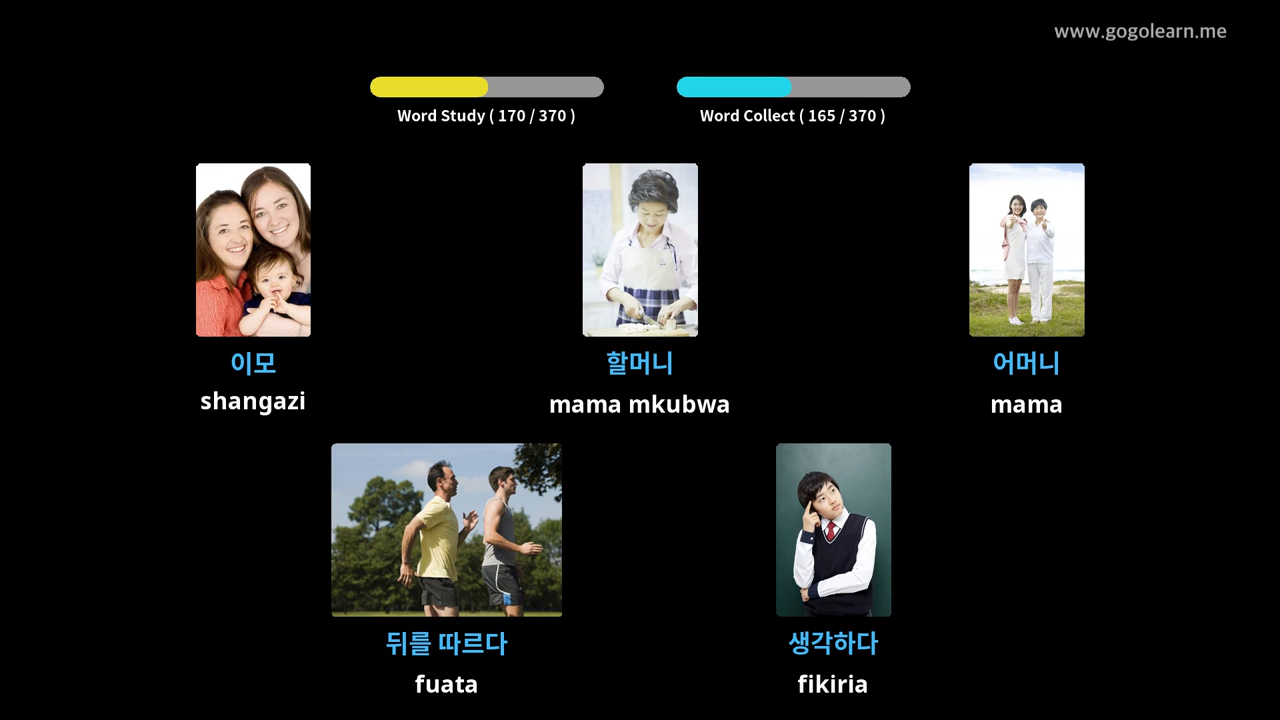 www.gogolearn.me
Word Study ( 170 / 370 )
Word Collect ( 165 / 370 )
이모
shangazi
할머니
mama mkubwa
어머니
mama
뒤를 따르다
fuata
생각하다
fikiria